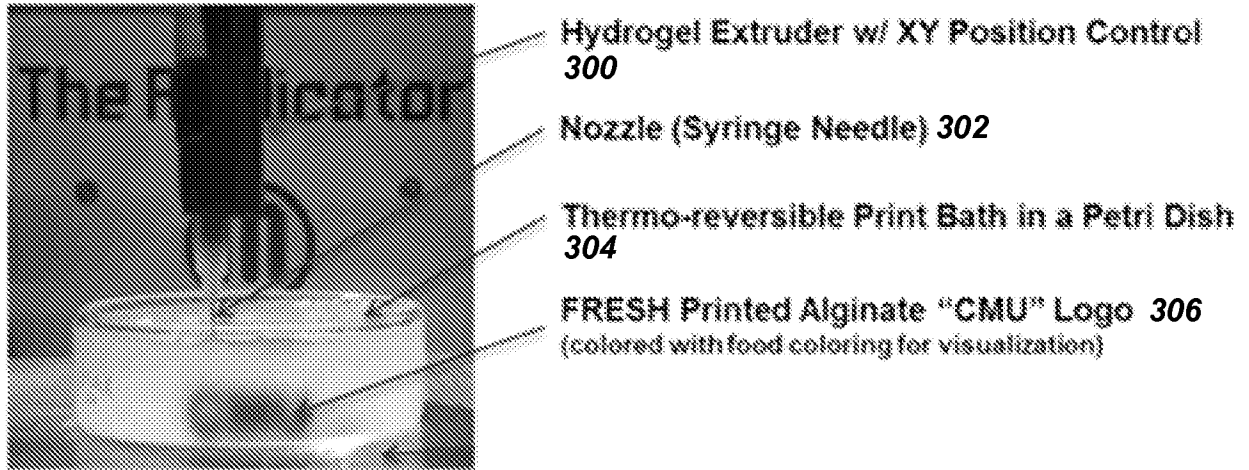 The R licator
Hydrogel Extruder w/ XY Position Control
300
Nozzle (Syringe Needle) 302
Thermo-reversible Print Bath in a Petri Dish
304
FRESH Printed Alginate “CMU” Logo 306
(colored with food coloring for visualization)